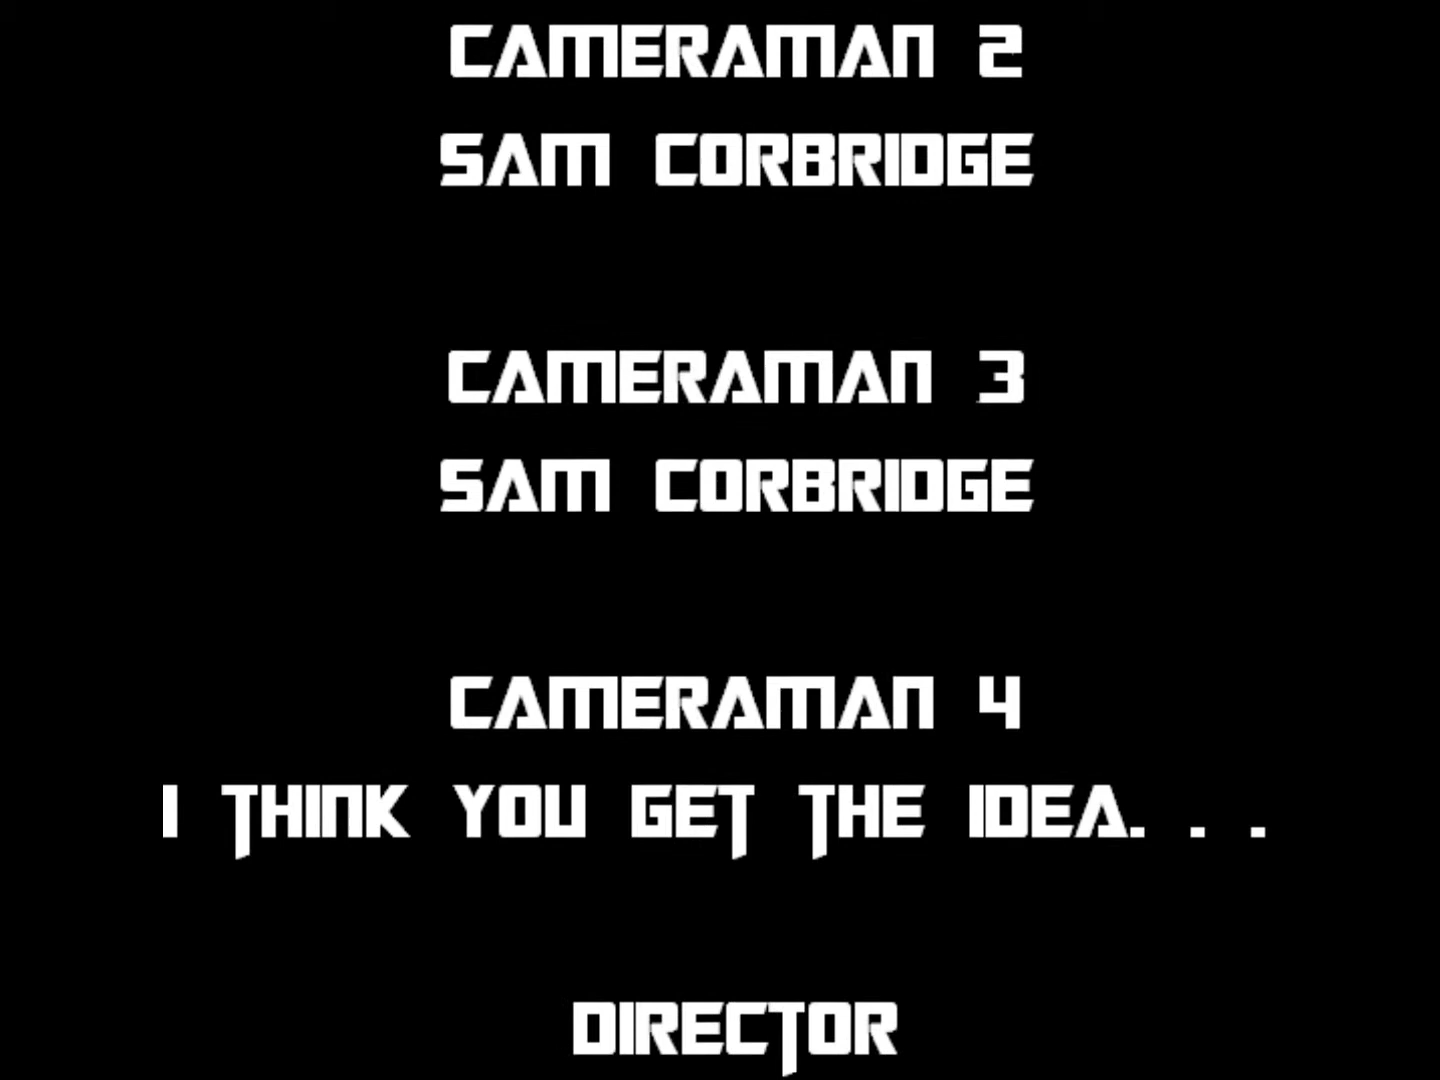 CAMERAMAN 2
SAM CORBRIDGE
CAMERAMAN 3
SAM CORBRIDGE
CAMERAMAN 4
I THINK YOU GET THE IDEA. . .
DIRECTOR